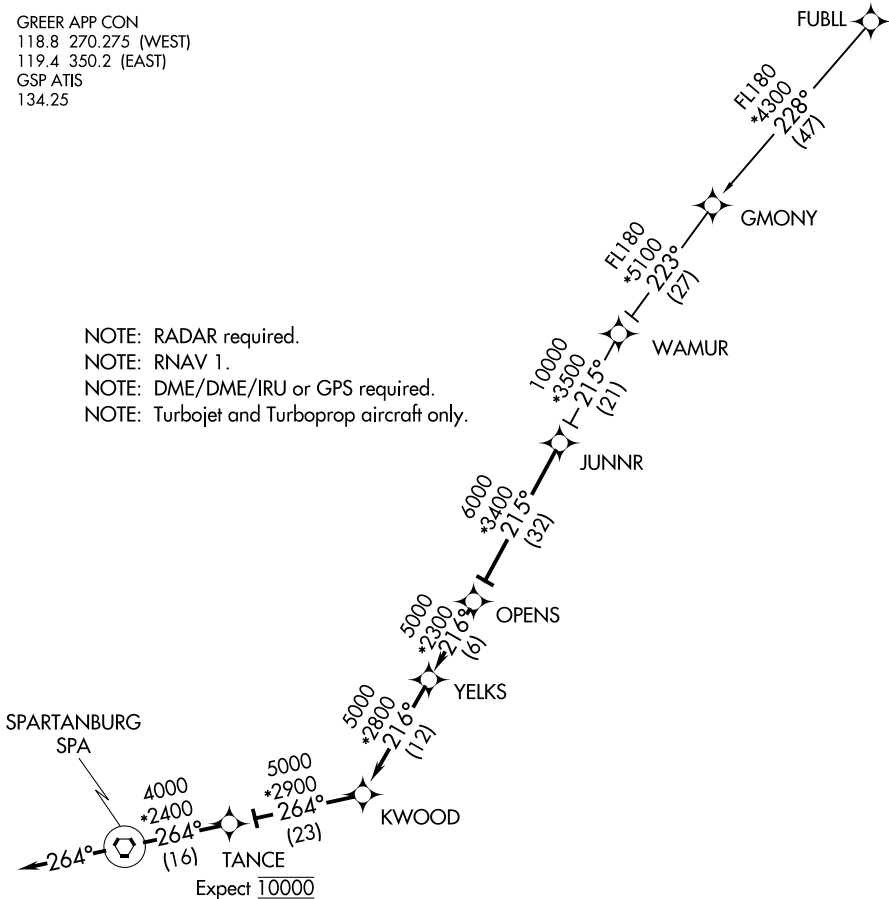 GREER APP CON
118.8 270.275 (WEST)
119.4 350.2 (EAST)
GSP ATIS
134.25
FUBLL
FL180
*4300
228°
(47)
GMONY
FL180
*5100
223°
(27)
WAMUR
NOTE: RADAR required.
NOTE: RNAV 1.
NOTE: DME/DME/IRU or GPS required.
NOTE: Turbojet and Turboprop aircraft only.
10000
*3500
215°
(21)
JUNNR
6000
*3400
215°
(32)
OPENS
5000
*2300
216°
(6)
YELKS
5000
*2800
216°
(12)
KWOOD
5000
*2900
264°
(23)
TANCE
Expect 10000
4000
*2400
264°
(16)
SPARTANBURG
SPA
264°